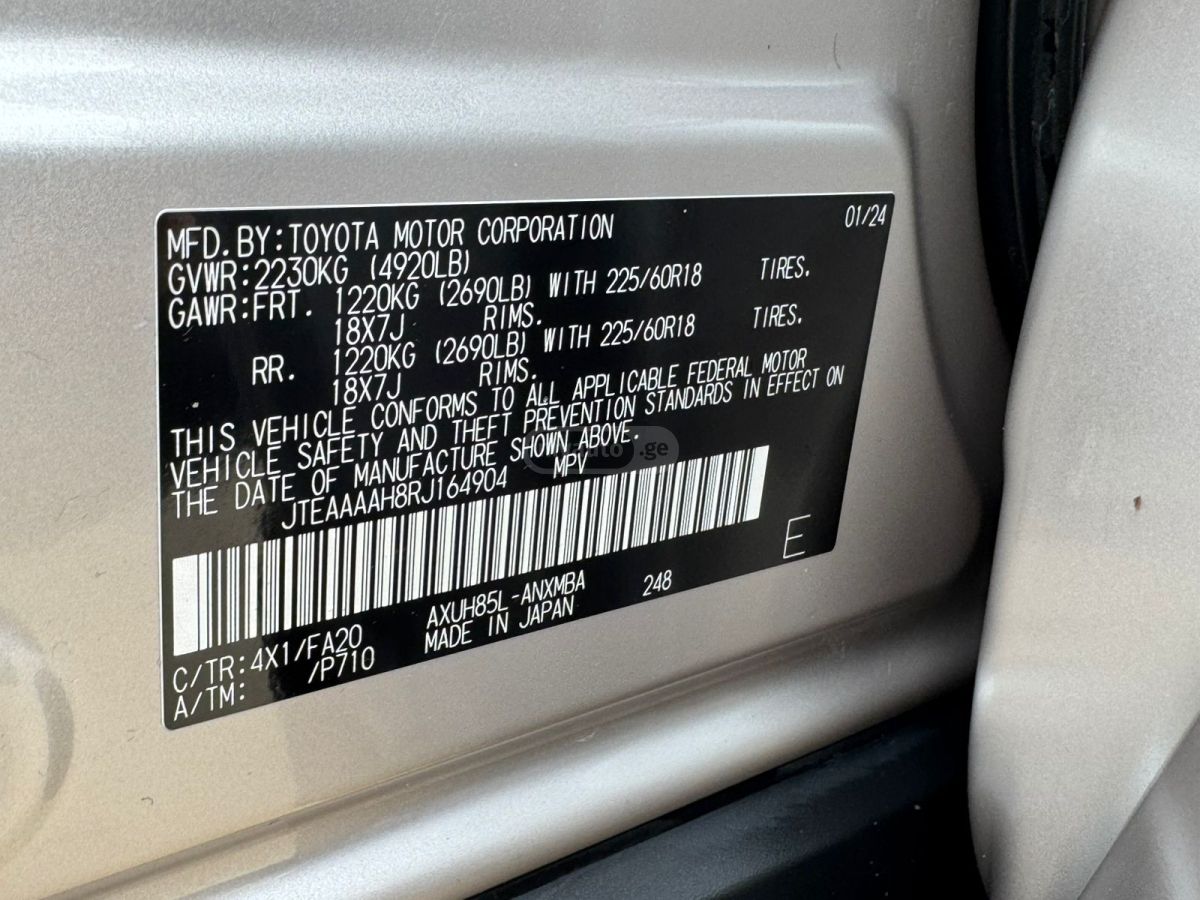 MFD.BY:TOYOTA MOTOR CORPORATION 01/24
GVWR:2230KG (4920LB)
GAWR:FRT. 1220KG (2690LB) WITH 225/60R18 TIRES.
18X7J RIMS.
RR. 1220KG (2690LB) WITH 225/60R18 TIRES.
18X7J RIMS.
THIS VEHICLE CONFORMS TO ALL APPLICABLE FEDERAL MOTOR
VEHICLE SAFETY AND THEFT PREVENTION STANDARDS IN EFFECT ON
THE DATE OF MANUFACTURE SHOWN ABOVE.
JTEAAAAH8RJ164904 MPV
E
AXUH85L-ANXMBA 248
C/TR:4X1/FA20 MADE IN JAPAN
A/TM: /P710